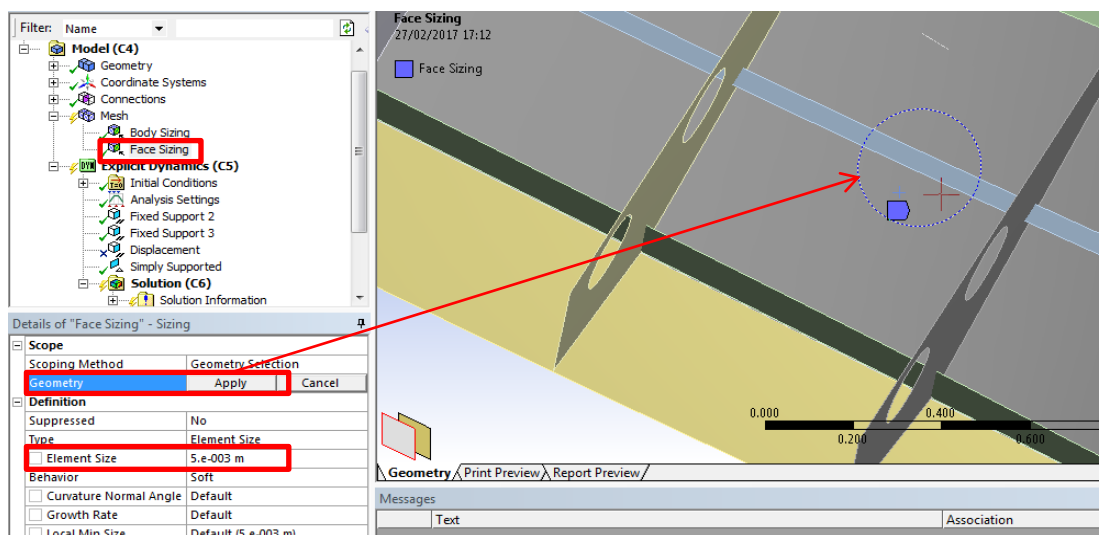 Filter: Name
Model (C4)
Geometry
Coordinate Systems
Connections
Mesh
Body Sizing
Face Sizing
Explicit Dynamics (C5)
Initial Conditions
Analysis Settings
Fixed Support 2
Fixed Support 3
Displacement
Simply Supported
Solution (C6)
Solution Information
Details of "Face Sizing" - Sizing
Scope
Scoping Method Geometry Selection
Geometry Apply Cancel
Definition
Suppressed No
Type Element Size
Element Size 5.e-003 m
Behavior Soft
Curvature Normal Angle Default
Growth Rate Default
Local Min Size Default (5.e-003 m)
Face Sizing
27/02/2017 17:12
Face Sizing
0.000 0.400
0.200 0.600
Geometry Print Preview Report Preview
Messages
Text Association